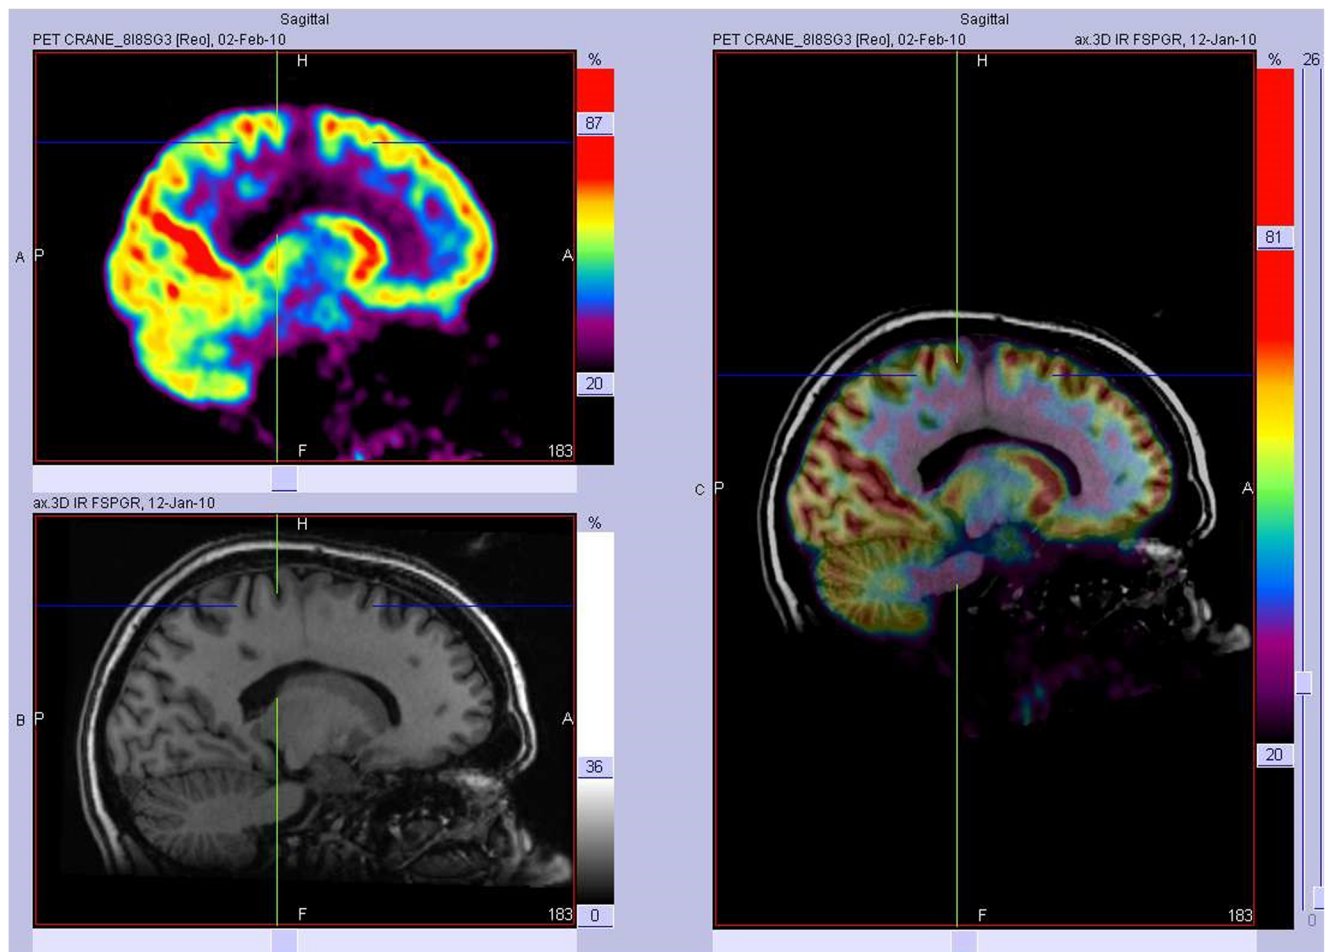 Sagittal
PET CRANE_8I8SG3 [Reo], 02-Feb-10
%
H
87
A
P
A
20
F
183
ax.3D IR FSPGR, 12-Jan-10
%
H
B
P
A
36
F
183
0
Sagittal
PET CRANE_8I8SG3 [Reo], 02-Feb-10 ax.3D IR FSPGR, 12-Jan-10
% 26
H
81
C
P
A
20
F
183
0